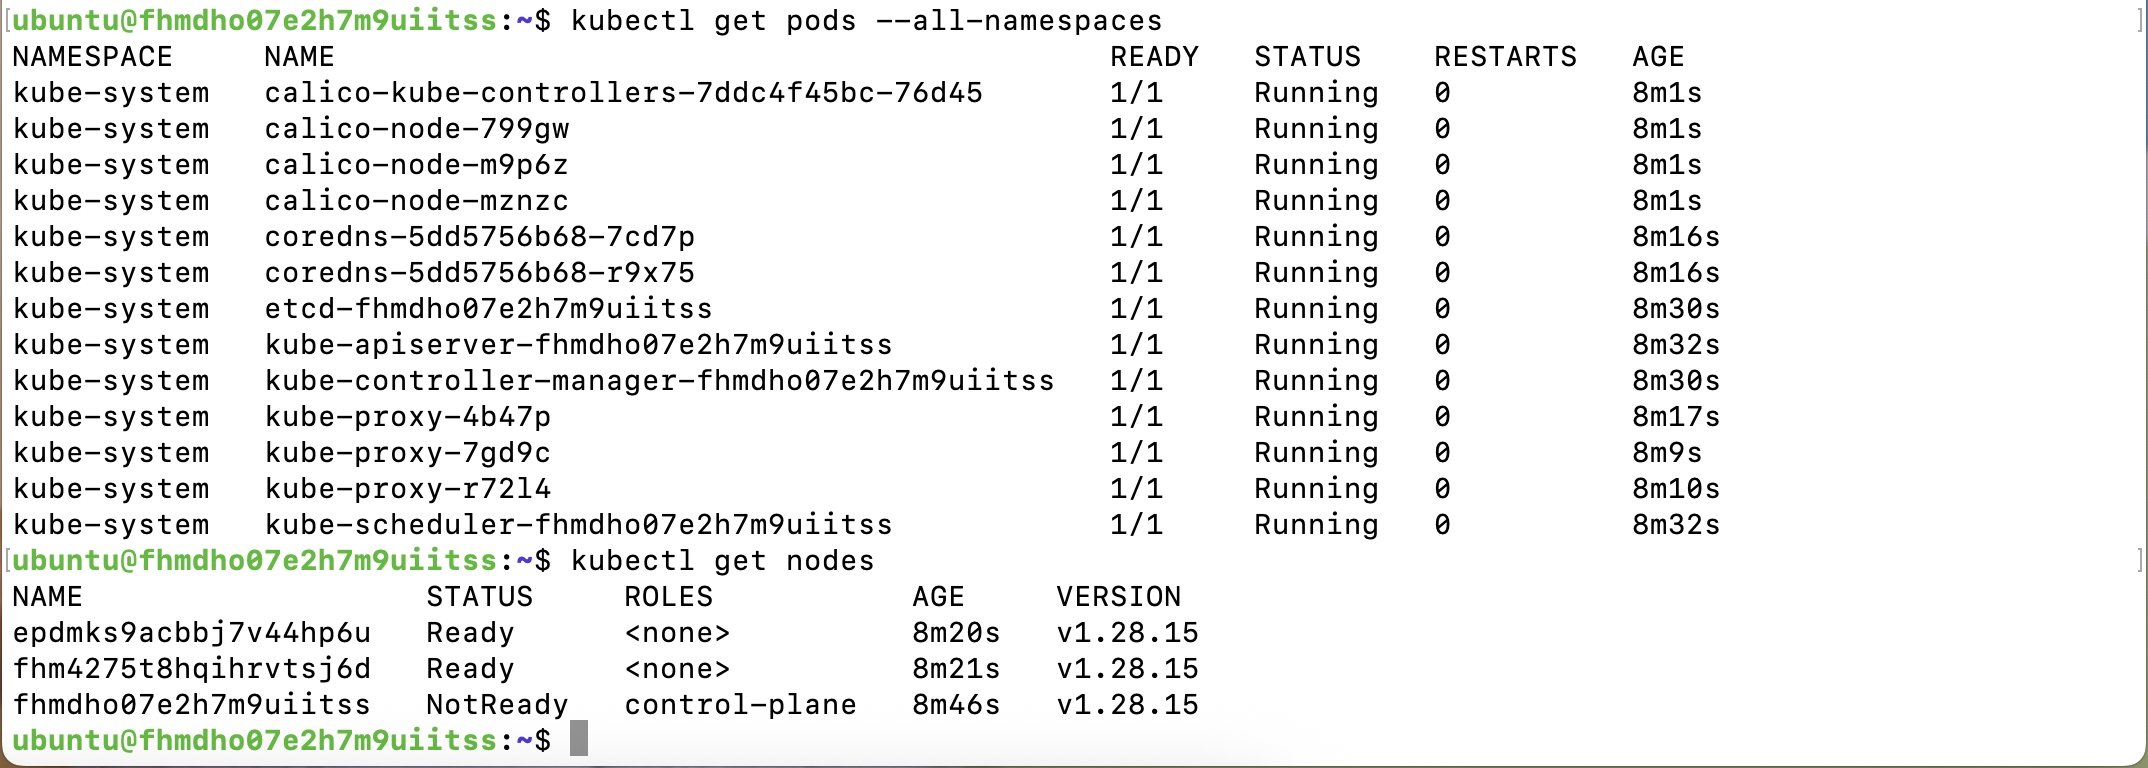 ubuntu@fhmdho07e2h7m9uiitss:~$ kubectl get pods --all-namespaces
NAMESPACE NAME READY STATUS RESTARTS AGE
kube-system calico-kube-controllers-7ddc4f45bc-76d45 1/1 Running 0 8m1s
kube-system calico-node-799gw 1/1 Running 0 8m1s
kube-system calico-node-m9p6z 1/1 Running 0 8m1s
kube-system calico-node-mznzc 1/1 Running 0 8m1s
kube-system coredns-5dd5756b68-7cd7p 1/1 Running 0 8m16s
kube-system coredns-5dd5756b68-r9x75 1/1 Running 0 8m16s
kube-system etcd-fhmdho07e2h7m9uiitss 1/1 Running 0 8m30s
kube-system kube-apiserver-fhmdho07e2h7m9uiitss 1/1 Running 0 8m32s
kube-system kube-controller-manager-fhmdho07e2h7m9uiitss 1/1 Running 0 8m30s
kube-system kube-proxy-4b47p 1/1 Running 0 8m17s
kube-system kube-proxy-7gd9c 1/1 Running 0 8m9s
kube-system kube-proxy-r72l4 1/1 Running 0 8m10s
kube-system kube-scheduler-fhmdho07e2h7m9uiitss 1/1 Running 0 8m32s
ubuntu@fhmdho07e2h7m9uiitss:~$ kubectl get nodes
NAME STATUS ROLES AGE VERSION
epdmks9acbbj7v44hp6u Ready <none> 8m20s v1.28.15
fhm4275t8hqihrvtsj6d Ready <none> 8m21s v1.28.15
fhmdho07e2h7m9uiitss NotReady control-plane 8m46s v1.28.15
ubuntu@fhmdho07e2h7m9uiitss:~$